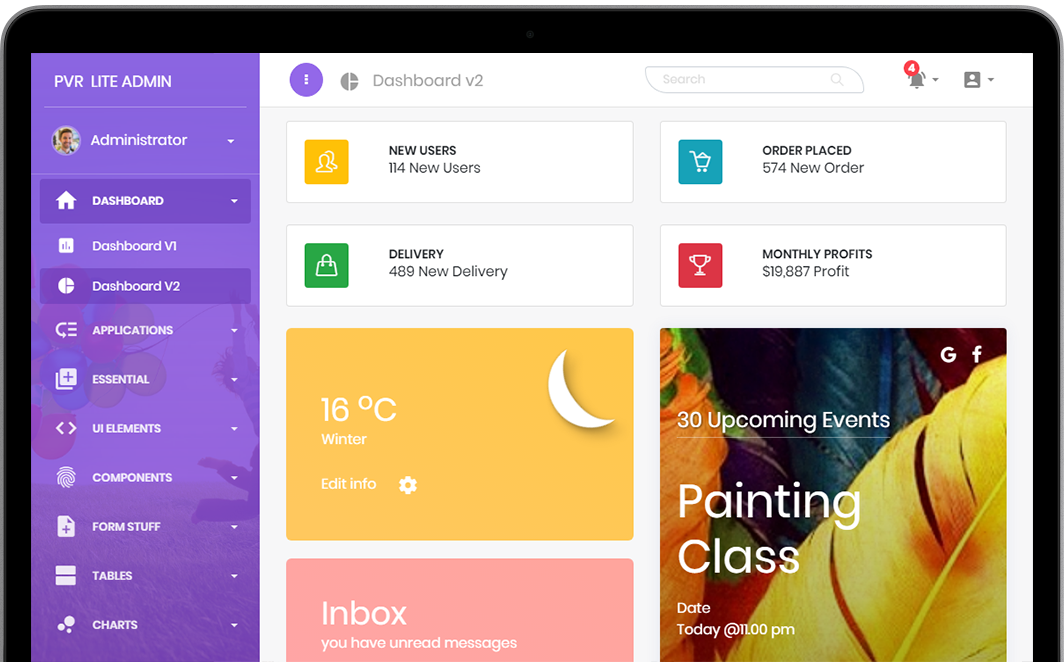 PVR LITE ADMIN
Administrator
DASHBOARD
Dashboard V1
Dashboard V2
APPLICATIONS
ESSENTIAL
UI ELEMENTS
COMPONENTS
FORM STUFF
TABLES
CHARTS
Dashboard v2
Search
4
NEW USERS
114 New Users
ORDER PLACED
574 New Order
DELIVERY
489 New Delivery
MONTHLY PROFITS
$19,887 Profit
16 °C
Winter
Edit info
Inbox
you have unread messages
G f
30 Upcoming Events
Painting
Class
Date
Today @11.00 pm